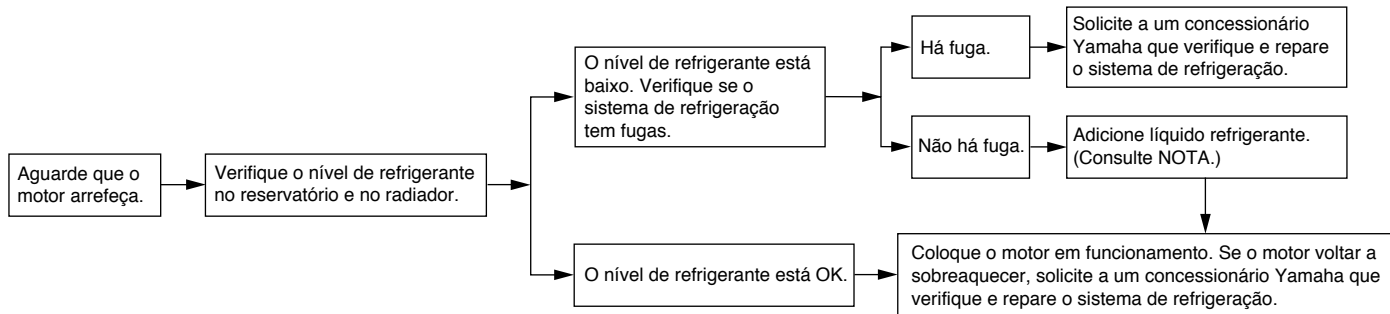 Aguarde que o
motor arrefeça.
Verifique o nível de refrigerante
no reservatório e no radiador.
O nível de refrigerante está
baixo. Verifique se o
sistema de refrigeração
tem fugas.
Há fuga.
Solicite a um concessionário
Yamaha que verifique e repare
o sistema de refrigeração.
Não há fuga.
Adicione líquido refrigerante.
(Consulte NOTA.)
O nível de refrigerante está OK.
Coloque o motor em funcionamento. Se o motor voltar a
sobreaquecer, solicite a um concessionário Yamaha que
verifique e repare o sistema de refrigeração.